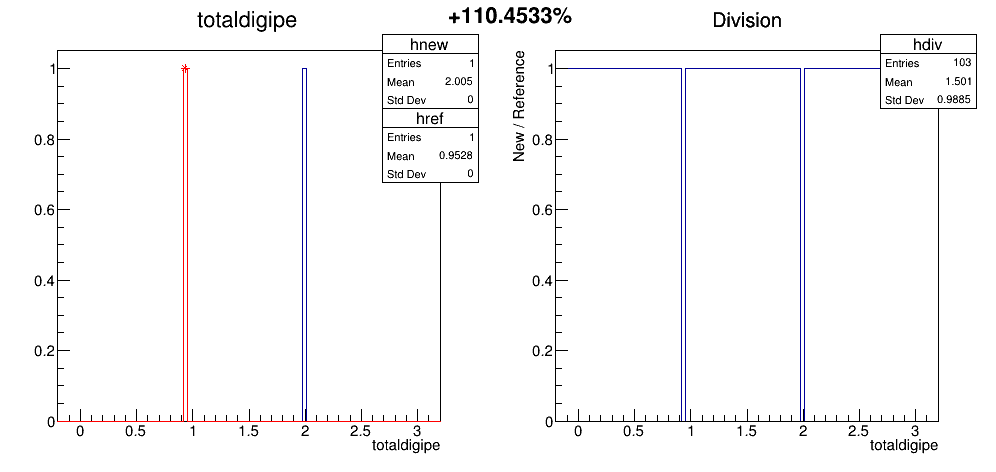 +110.4533%
totaldigipe
hnew
Entries 1
Mean 2.005
Std Dev 0
href
Entries 1
Mean 0.9528
Std Dev 0
1
0.8
0.6
0.4
0.2
0
0 0.5 1 1.5 2 2.5 3
totaldigipe
Division
hdiv
Entries 103
Mean 1.501
Std Dev 0.9885
New / Reference
1
0.8
0.6
0.4
0.2
0
0 0.5 1 1.5 2 2.5 3
totaldigipe